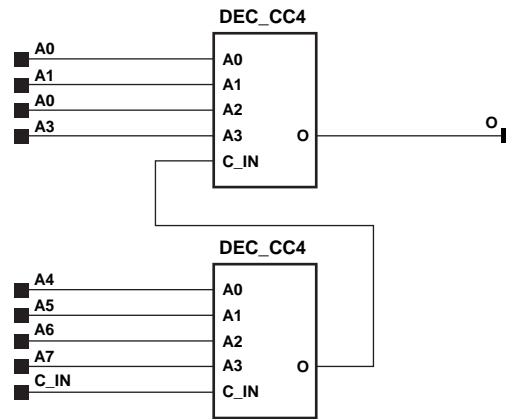 DEC_CC4
A0 A0
A1 A1
A0 A2
A3 A3 O O
C_IN
DEC_CC4
A4 A0
A5 A1
A6 A2
A7 A3 O
C_IN C_IN